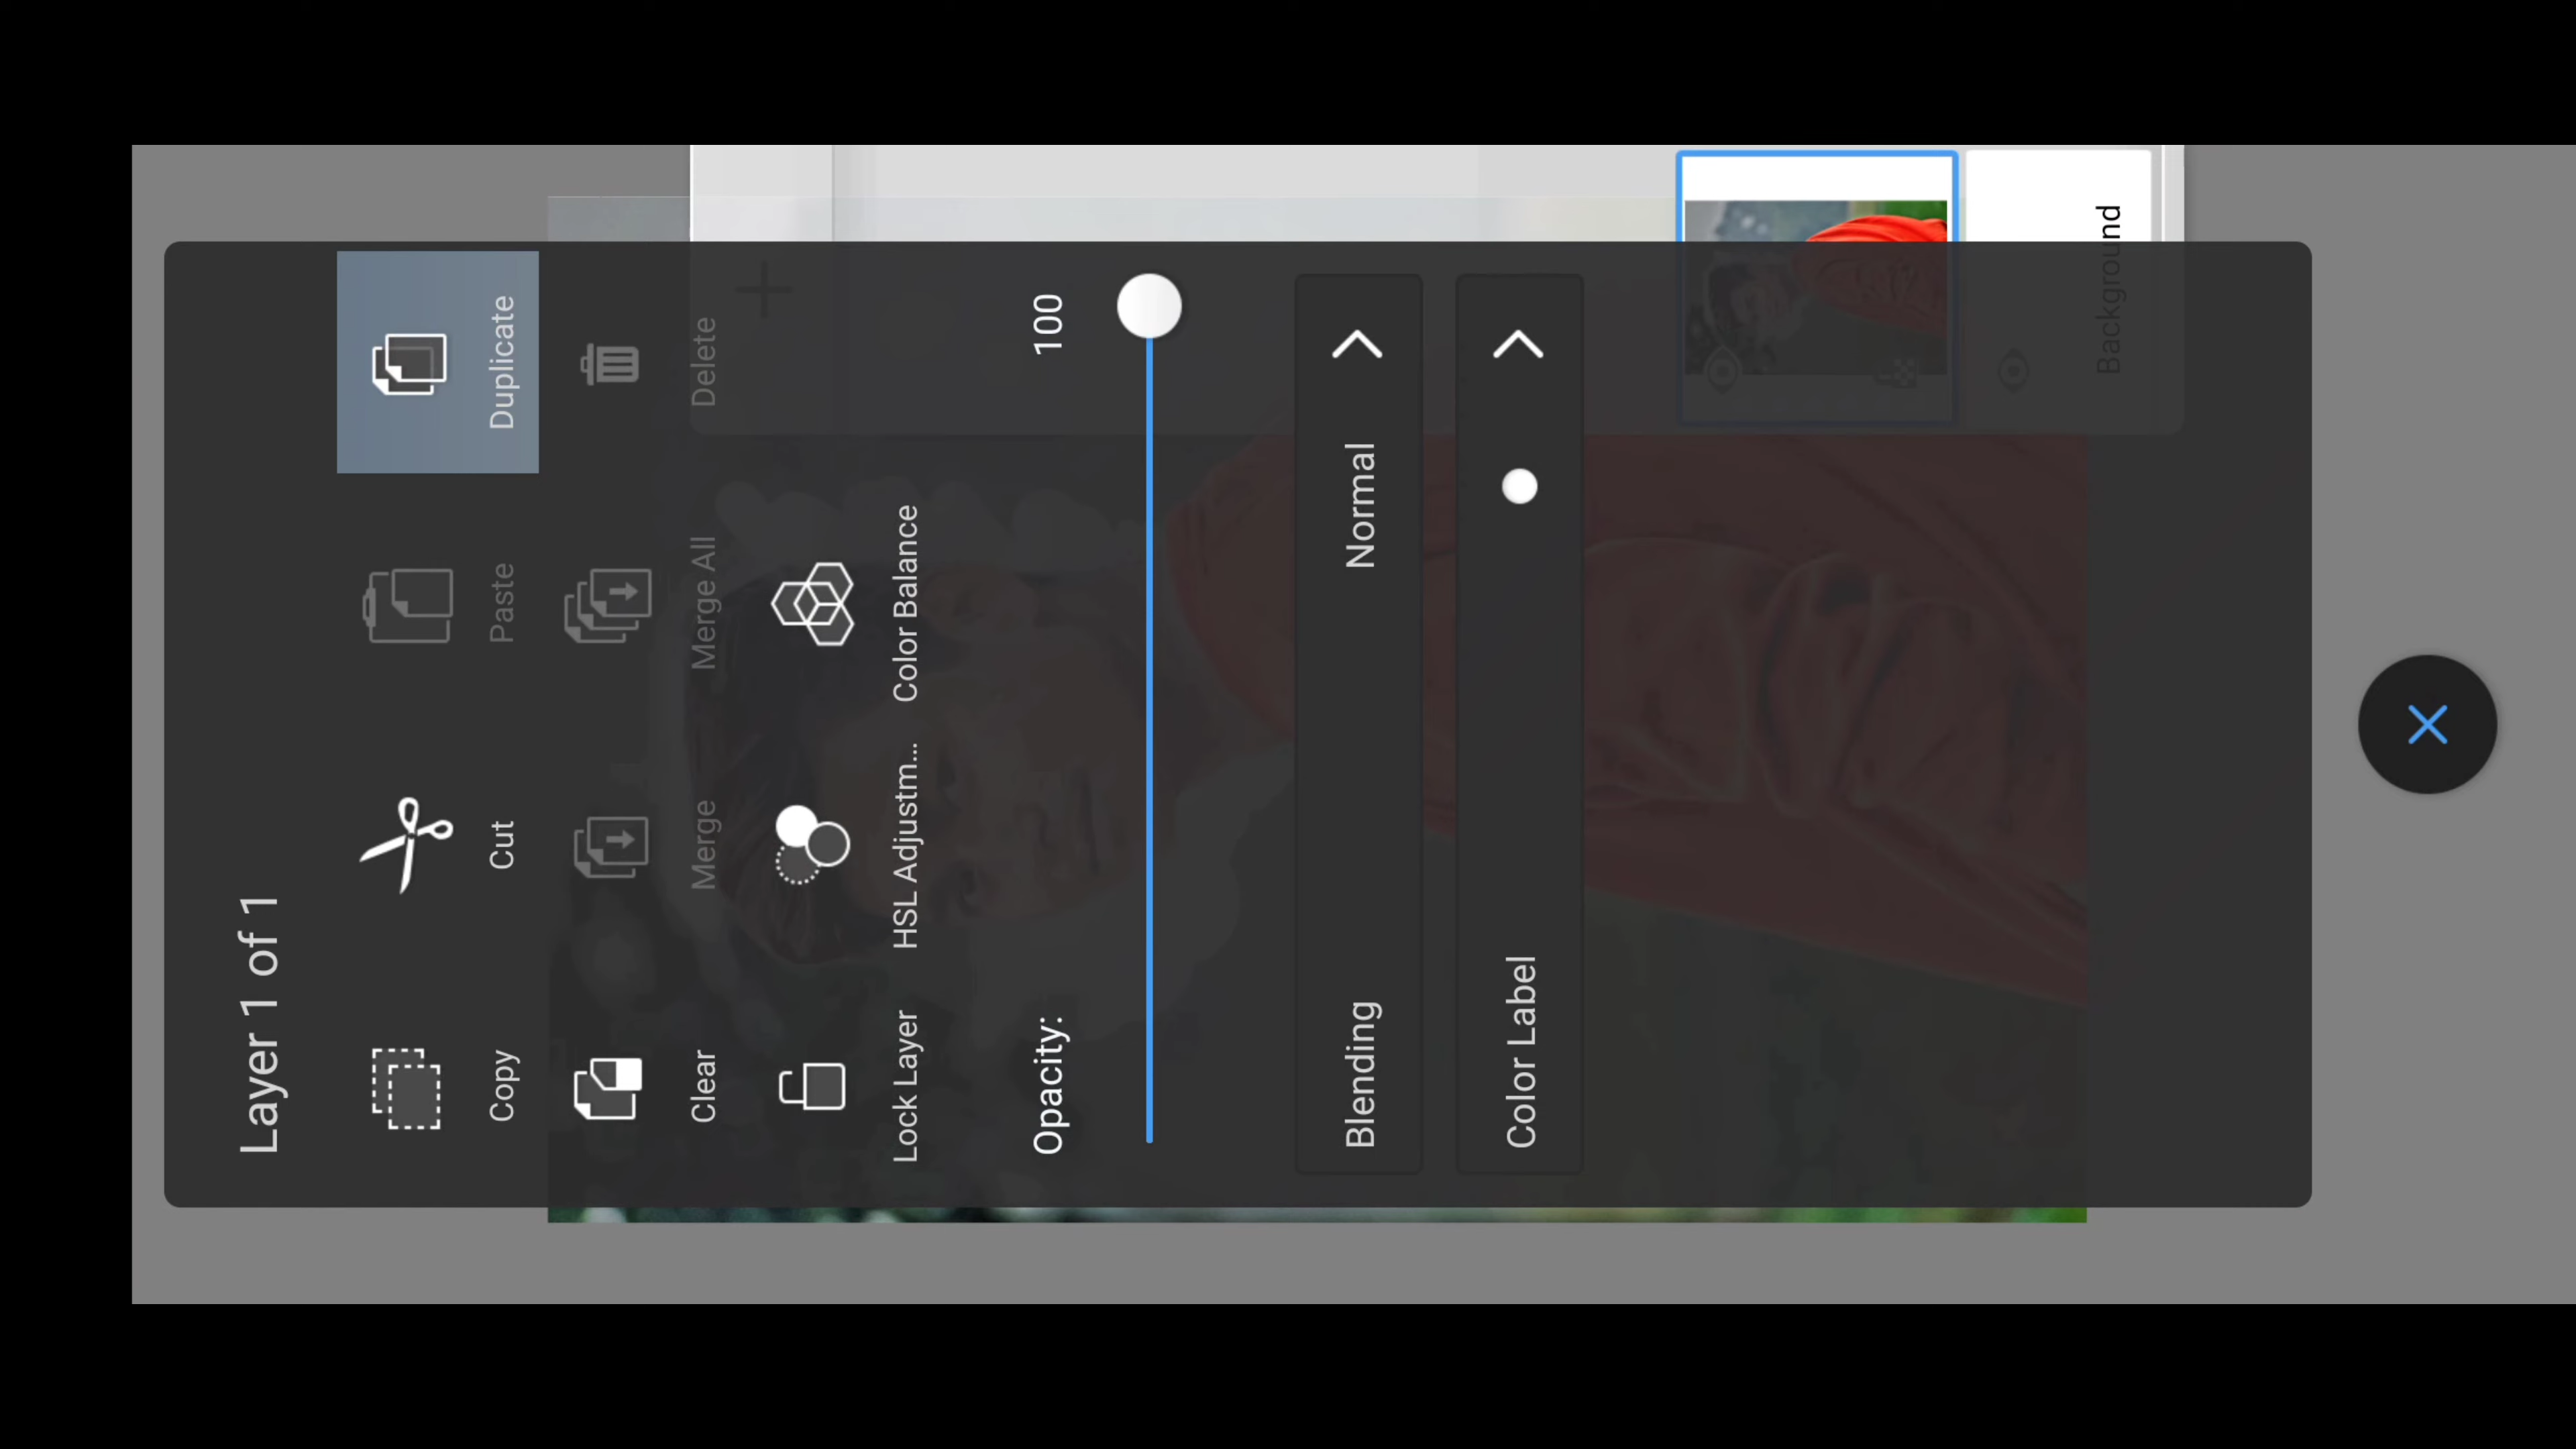 Layer 1 of 1
Copy Cut Paste Duplicate
Clear Merge Merge All Delete
Lock Layer HSL Adjustm... Color Balance
Opacity: 100
Blending Normal
Color Label
Background